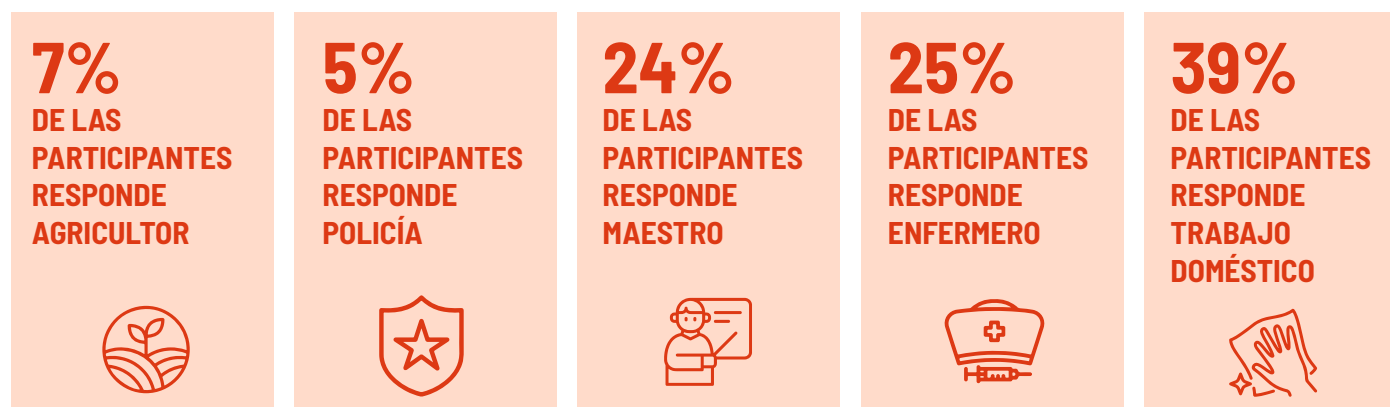 7%
DE LAS
PARTICIPANTES
RESPONDE
AGRICULTOR
5%
DE LAS
PARTICIPANTES
RESPONDE
POLICÍA
24%
DE LAS
PARTICIPANTES
RESPONDE
MAESTRO
25%
DE LAS
PARTICIPANTES
RESPONDE
ENFERMERO
39%
DE LAS
PARTICIPANTES
RESPONDE
TRABAJO
DOMÉSTICO